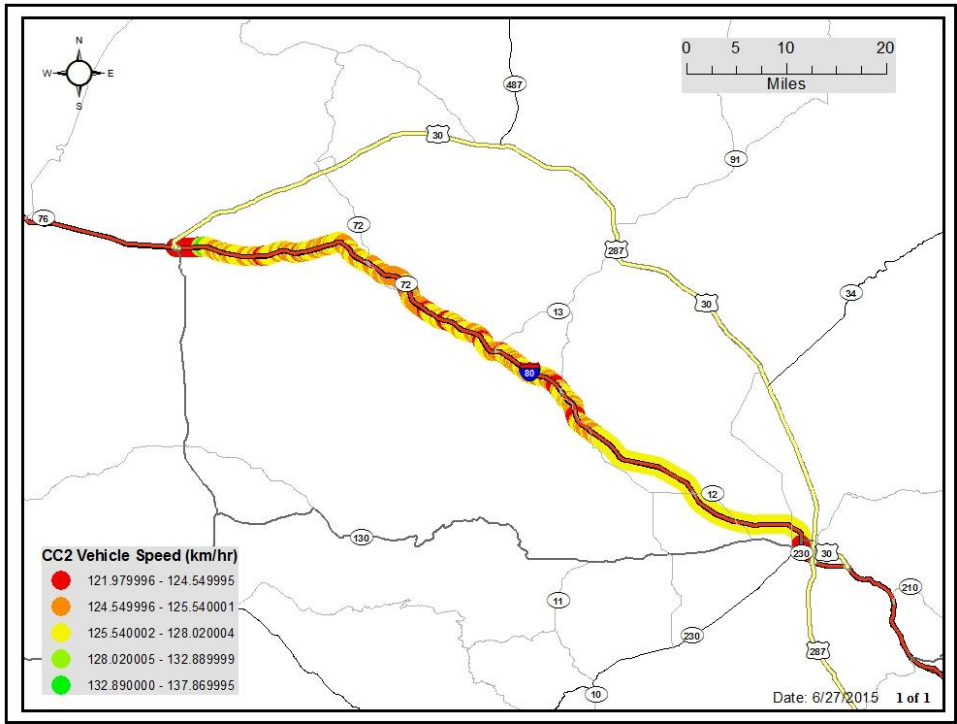 N
W E
S
0 5 10 20
Miles
487
30
91
76
72
287
72
34
30
13
80
12
130
230
30
11
210
230
287
10
CC2 Vehicle Speed (km/hr)
121.979996 - 124.549995
124.549996 - 125.540001
125.540002 - 128.020004
128.020005 - 132.889999
132.890000 - 137.869995
Date: 6/27/2015 1 of 1